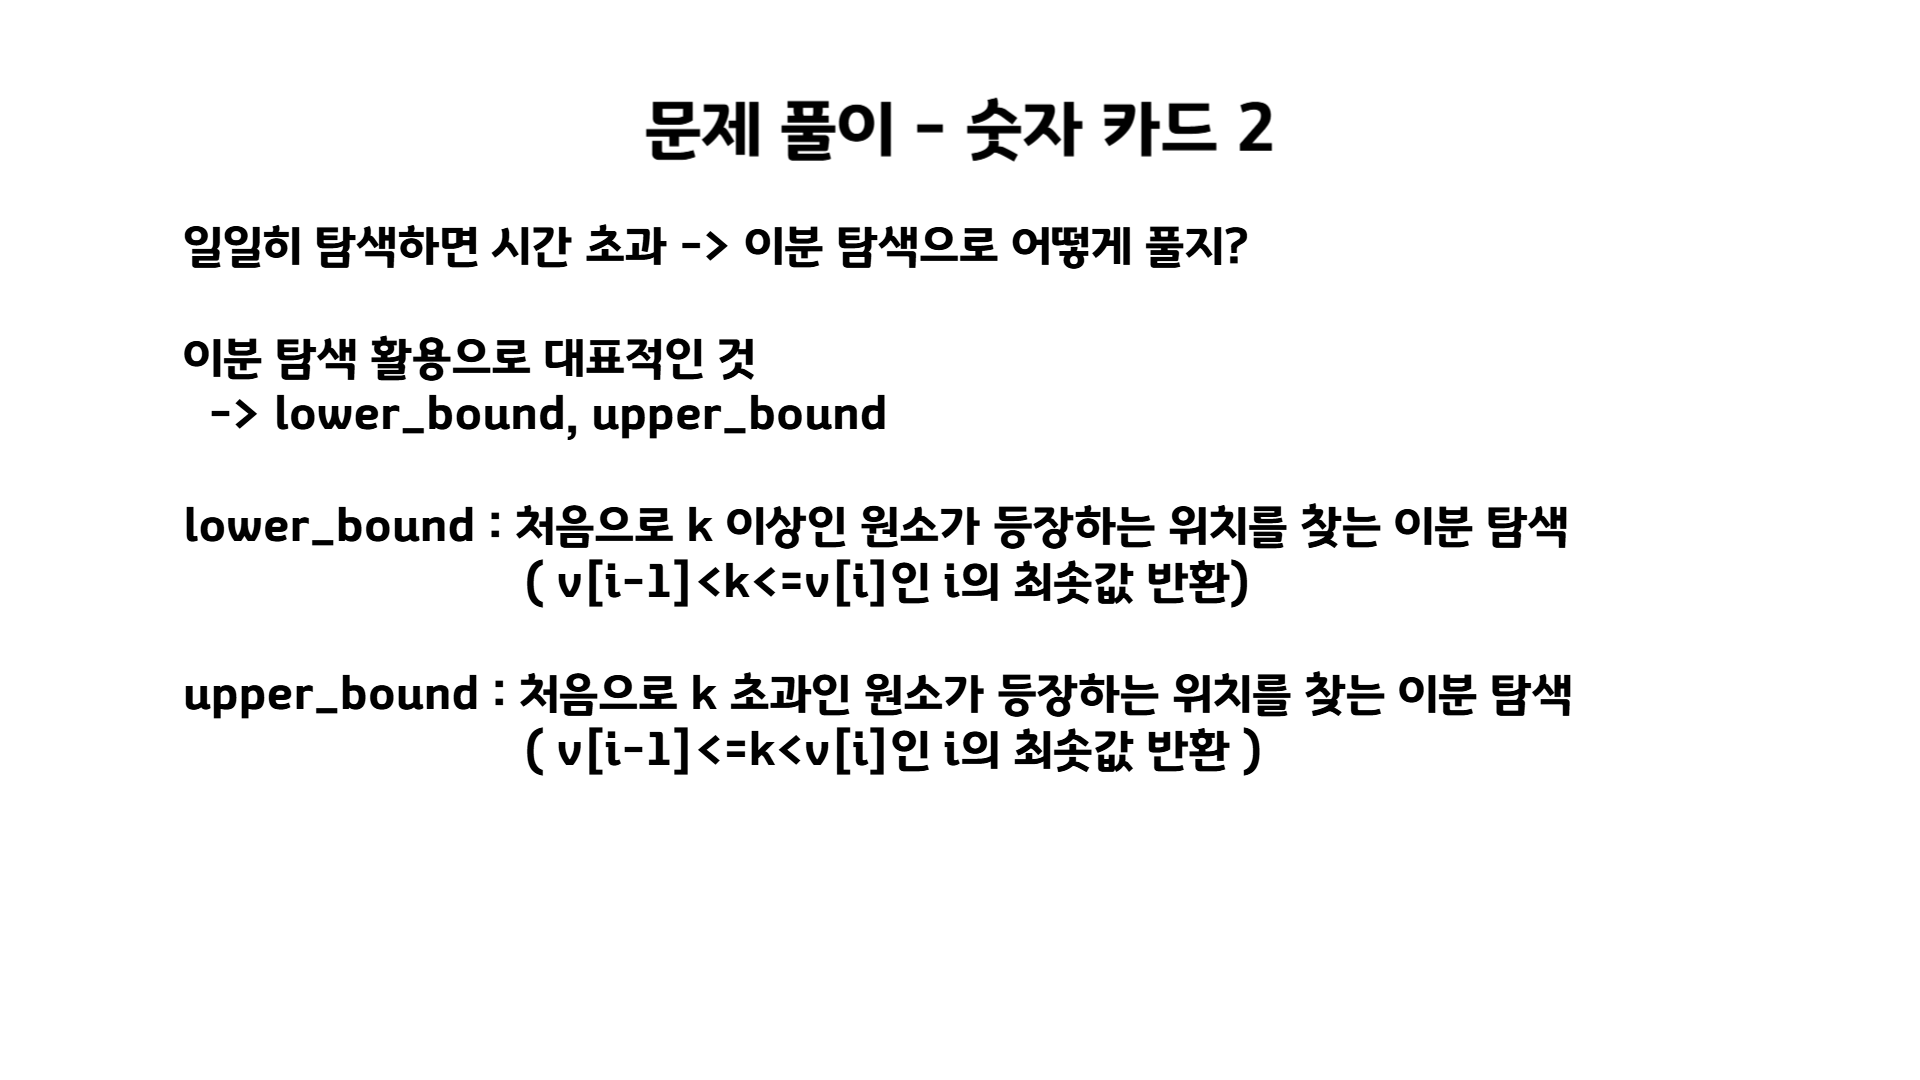 문제 풀이 - 숫자 카드 2
일일히 탐색하면 시간 초과 -> 이분 탐색으로 어떻게 풀지?
이분 탐색 활용으로 대표적인 것
-> lower_bound, upper_bound
lower_bound : 처음으로 k 이상인 원소가 등장하는 위치를 찾는 이분 탐색
( v[i-1]<k<=v[i]인 i의 최솟값 반환)
upper_bound : 처음으로 k 초과인 원소가 등장하는 위치를 찾는 이분 탐색
( v[i-1]<=k<v[i]인 i의 최솟값 반환 )